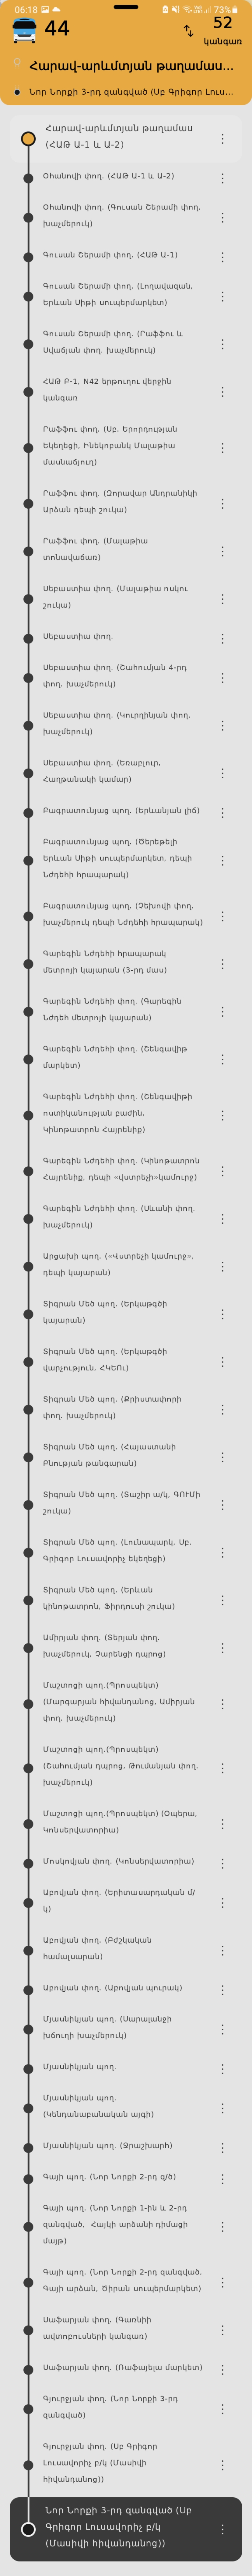 06:18 73%
44
52
կանգառ
Հարավ-արևմտյան թաղամաս...
Նոր Նորքի 3-րդ զանգված (Սբ Գրիգոր Լուս...
Հարավ-արևմտյան թաղամաս
(ՀԱԹ Ա-1 և Ա-2)
Օհանովի փող. (ՀԱԹ Ա-1 և Ա-2)
Օհանովի փող. (Գուսան Շերամի փող.
խաչմերուկ)
Գուսան Շերամի փող. (ՀԱԹ Ա-1)
Գուսան Շերամի փող. (Լողավազան,
Երևան Սիթի սուպերմարկետ)
Գուսան Շերամի փող. (Րաֆֆու և
Սվաճյան փող. խաչմերուկ)
ՀԱԹ Բ-1, N42 երթուղու վերջին
կանգառ
Րաֆֆու փող. (Սբ. Երրորդության
Եկեղեցի, Ինեկոբանկ Մալաթիա
մասնաճյուղ)
Րաֆֆու փող. (Զորավար Անդրանիկի
Արձան դեպի շուկա)
Րաֆֆու փող. (Մալաթիա
տոնավաճառ)
Սեբաստիա փող, (Մալաթիա ոսկու
շուկա)
Սեբաստիա փող.
Սեբաստիա փող. (Շահումյան 4-րդ
փող. խաչմերուկ)
Սեբաստիա փող. (Կուրղինյան փող.
խաչմերուկ)
Սեբաստիա փող. (Եռաբլուր,
Հաղթանակի կամար)
Բագրատունյաց պող. (Երևանյան լիճ)
Բագրատունյաց պող. (Ծերեթելի
Երևան Սիթի սուպերմարկետ, դեպի
Նժդեհի հրապարակ)
Բագրատունյաց պող. (Չեխովի փող.
խաչմերուկ դեպի Նժդեհի հրապարակ)
Գարեգին Նժդեհի հրապարակ
մետրոյի կայարան (3-րդ մաս)
Գարեգին Նժդեհի փող. (Գարեգին
Նժդեհ մետրոյի կայարան)
Գարեգին Նժդեհի փող. (Շենգավիթ
մարկետ)
Գարեգին Նժդեհի փող. (Շենգավիթի
ոստիկանության բաժին,
Կինոթատրոն Հայրենիք)
Գարեգին Նժդեհի փող. (Կինոթատրոն
Հայրենիք, դեպի «վստրեչի»կամուրջ)
Գարեգին Նժդեհի փող. (Սևանի փող.
խաչմերուկ)
Արցախի պող. («Վստրեչի կամուրջ»,
դեպի կայարան)
Տիգրան Մեծ պող. (Երկաթգծի
կայարան)
Տիգրան Մեծ պող. (Երկաթգծի
վարչություն, ՀԿԵՈւ)
Տիգրան Մեծ պող. (Քրիստափորի
փող. խաչմերուկ)
Տիգրան Մեծ պող. (Հայաստանի
Բնության թանգարան)
Տիգրան Մեծ պող. (Տաշիր ա/կ, ԳՈՒՄի
շուկա)
Տիգրան Մեծ պող. (Լունապարկ, Սբ.
Գրիգոր Լուսավորիչ եկեղեցի)
Տիգրան Մեծ պող. (Երևան
կինոթատրոն, Ֆիրդուսի շուկա)
Ամիրյան փող. (Տերյան փող.
խաչմերուկ, Չարենցի դպրոց)
Մաշտոցի պող.(Պրոսպեկտ)
(Մարգարյան հիվանդանոց, Ամիրյան
փող. խաչմերուկ)
Մաշտոցի պող.(Պրոսպեկտ)
(Շահումյան դպրոց, Թումանյան փող.
խաչմերուկ)
Մաշտոցի պող.(Պրոսպեկտ) (Օպերա,
Կոնսերվատորիա)
Մոսկովյան փող. (Կոնսերվատորիա)
Աբովյան փող. (Երիտասարդական մ/
կ)
Աբովյան փող. (Բժշկական
համալսարան)
Աբովյան փող. (Աբովյան պուրակ)
Մյասնիկյան պող. (Սարալանջի
խճուղի խաչմերուկ)
Մյասնիկյան պող.
Մյասնիկյան պող.
(Կենդանաբանական այգի)
Մյասնիկյան պող. (Ջրաշխարհ)
Գայի պող. (Նոր Նորքի 2-րդ զ/ծ)
Գայի պող. (Նոր Նորքի 1-ին և 2-րդ
զանգված,  Հայկի արձանի դիմացի
մայթ)
Գայի պող. (Նոր Նորքի 2-րդ զանգված,
Գայի արձան, Ծիրան սուպերմարկետ)
Սաֆարյան փող. (Գառնիի
ավտոբուսների կանգառ)
Սաֆարյան փող. (Ռաֆայելա մարկետ)
Գյուրջյան փող. (Նոր Նորքի 3-րդ
զանգված)
Գյուրջյան փող. (Սբ Գրիգոր
Լուսավորիչ բ/կ (Մասիվի
հիվանդանոց))
Նոր Նորքի 3-րդ զանգված (Սբ
Գրիգոր Լուսավորիչ բ/կ
(Մասիվի հիվանդանոց))